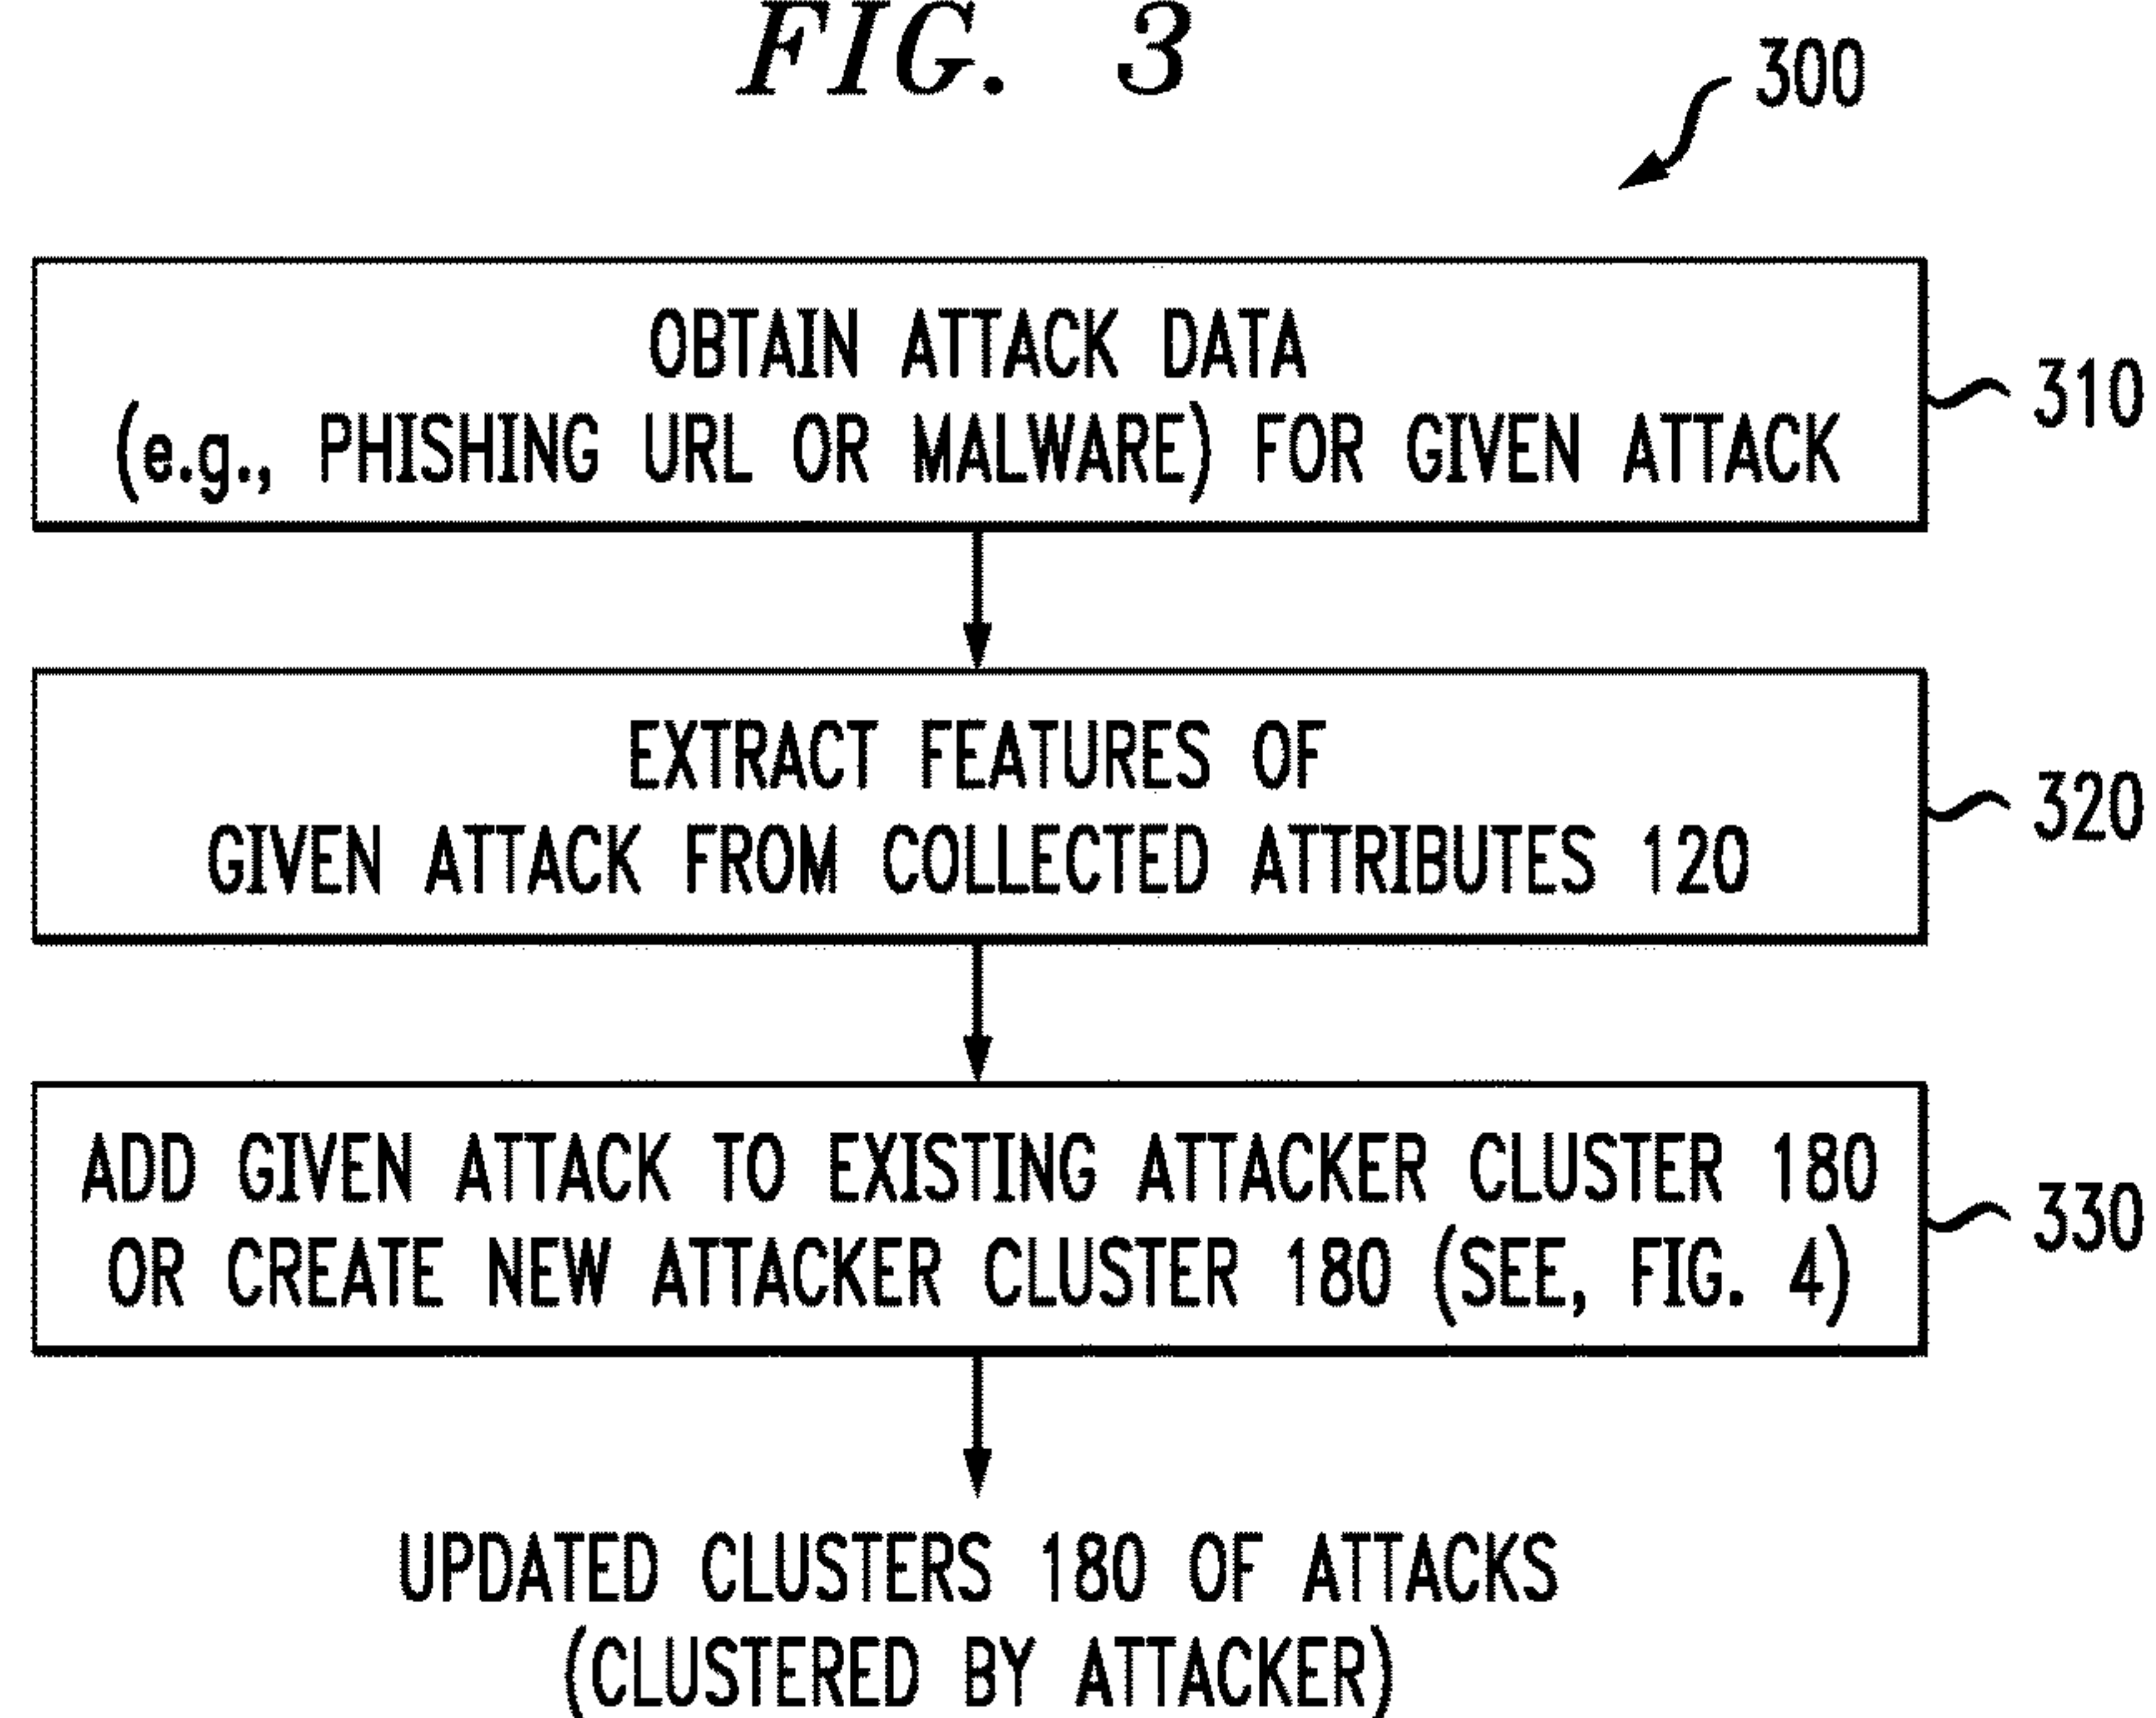 FIG. 3
300
OBTAIN ATTACK DATA
(e.g., PHISHING URL OR MALWARE) FOR GIVEN ATTACK
310
EXTRACT FEATURES OF
GIVEN ATTACK FROM COLLECTED ATTRIBUTES 120
320
ADD GIVEN ATTACK TO EXISTING ATTACKER CLUSTER 180
OR CREATE NEW ATTACKER CLUSTER 180 (SEE, FIG. 4)
330
UPDATED CLUSTERS 180 OF ATTACKS
(CLUSTERED BY ATTACKER)